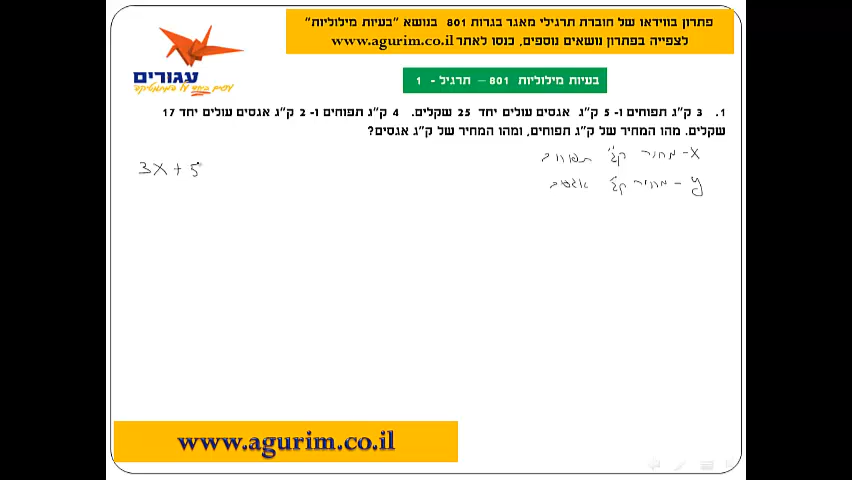 פתרון בווידאו של חוברת תרגילי מאגר בגרות 801 בנושא "בעיות מילוליות"
לצפייה בפתרון נושאים נוספים, כנסו לאתר www.agurim.co.il
עגורים
בעיות מילוליות 801 – תרגיל - 1
1. 3 ק"ג תפוחים ו- 5 ק"ג אגסים עולים יחד 25 שקלים. 4 ק"ג תפוחים ו- 2 ק"ג אגסים עולים יחד 17
שקלים. מהו המחיר של ק"ג תפוחים, ומהו המחיר של ק"ג אגסים?
x - מחיר ק"ג תפוחים
y - מחיר ק"ג אגסים
3x + 5
www.agurim.co.il